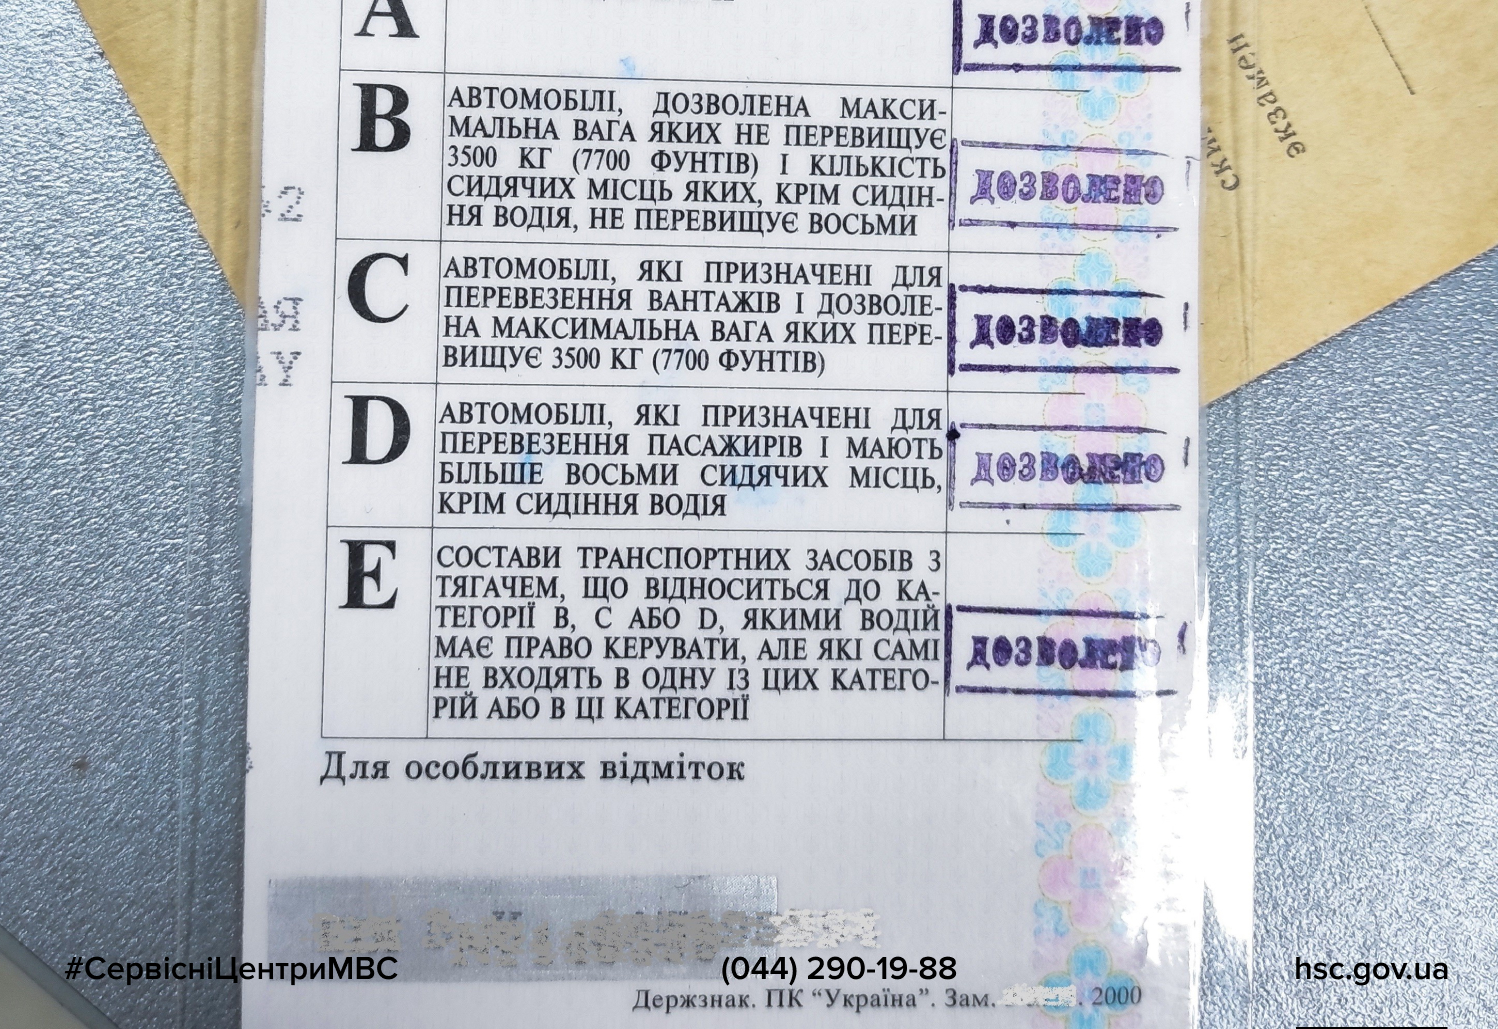 A
ДОЗВОЛЕНО
B
АВТОМОБІЛІ, ДОЗВОЛЕНА МАКСИ-
МАЛЬНА ВАГА ЯКИХ НЕ ПЕРЕВИЩУЄ
3500 КГ (7700 ФУНТІВ) І КІЛЬКІСТЬ
СИДЯЧИХ МІСЦЬ ЯКИХ, КРІМ СИДІН-
НЯ ВОДІЯ, НЕ ПЕРЕВИЩУЄ ВОСЬМИ
ДОЗВОЛЕНО
C
АВТОМОБІЛІ, ЯКІ ПРИЗНАЧЕНІ ДЛЯ
ПЕРЕВЕЗЕННЯ ВАНТАЖІВ І ДОЗВОЛЕ-
НА МАКСИМАЛЬНА ВАГА ЯКИХ ПЕРЕ-
ВИЩУЄ 3500 КГ (7700 ФУНТІВ)
ДОЗВОЛЕНО
D
АВТОМОБІЛІ, ЯКІ ПРИЗНАЧЕНІ ДЛЯ
ПЕРЕВЕЗЕННЯ ПАСАЖИРІВ І МАЮТЬ
БІЛЬШЕ ВОСЬМИ СИДЯЧИХ МІСЦЬ,
КРІМ СИДІННЯ ВОДІЯ
ДОЗВОЛЕНО
E
СОСТАВИ ТРАНСПОРТНИХ ЗАСОБІВ З
ТЯГАЧЕМ, ЩО ВІДНОСИТЬСЯ ДО КА-
ТЕГОРІЇ B, C АБО D, ЯКИМИ ВОДІЙ
МАЄ ПРАВО КЕРУВАТИ, АЛЕ ЯКІ САМІ
НЕ ВХОДЯТЬ В ОДНУ ІЗ ЦИХ КАТЕГО-
РІЙ АБО В ЦІ КАТЕГОРІЇ
ДОЗВОЛЕНО
Для особливих відміток
экзамен
#СервісніЦентриМВС
(044) 290-19-88
hsc.gov.ua
Держзнак. ПК “Україна”. Зам. 2000